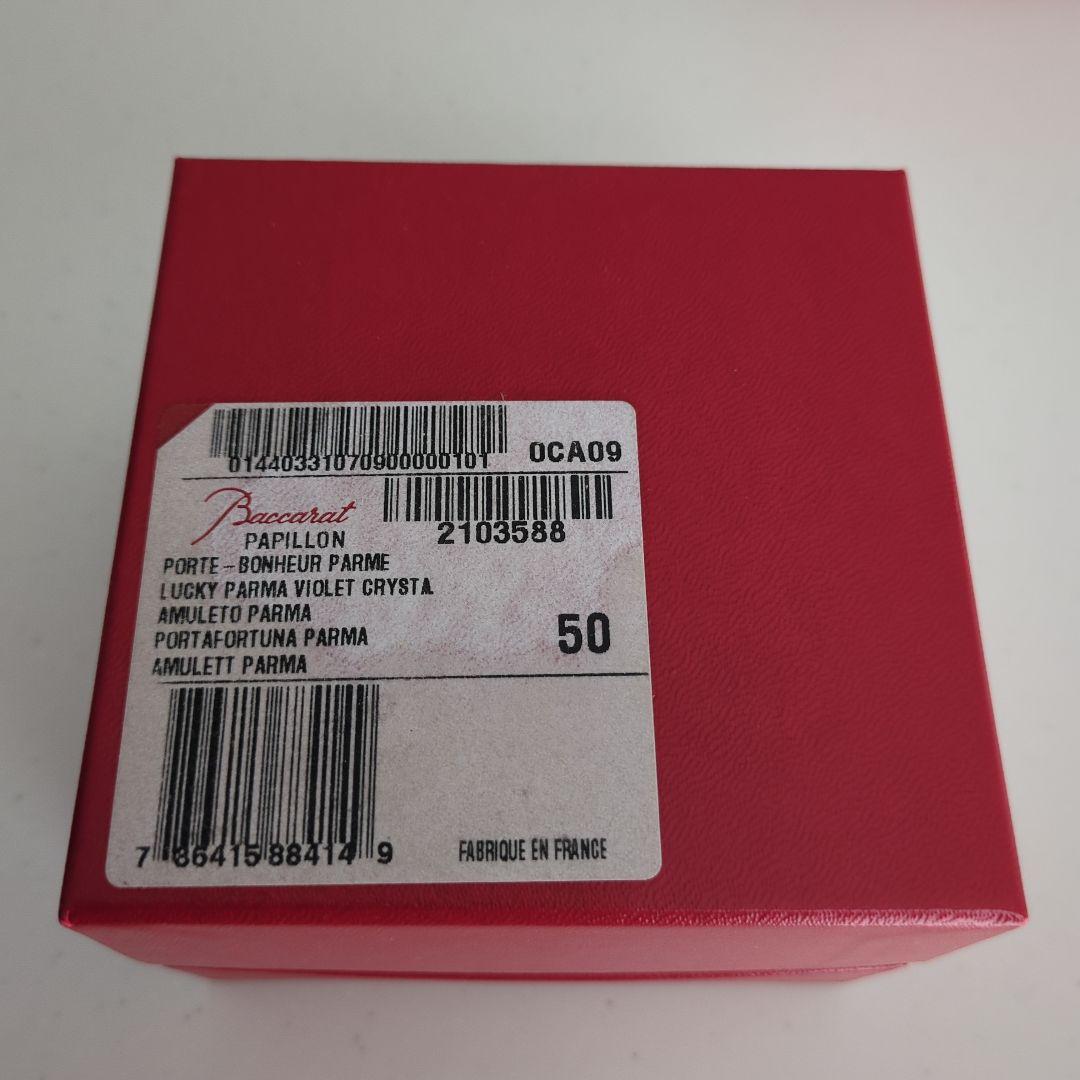 01440331070900000101 0CA09
Baccarat 2103588
PAPILLON
PORTE-BONHEUR PARME
LUCKY PARMA VIOLET CRYSTA
AMULETO PARMA
PORTAFORTUNA PARMA 50
AMULETT PARMA
7 36415 88414 9 FABRIQUE EN FRANCE